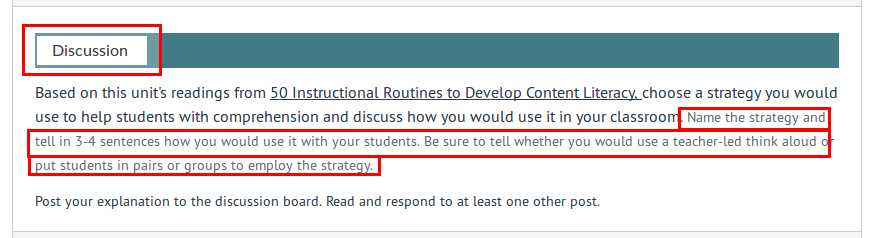 Discussion
Based on this unit's readings from 50 Instructional Routines to Develop Content Literacy, choose a strategy you would
use to help students with comprehension and discuss how you would use it in your classroom. Name the strategy and
tell in 3-4 sentences how you would use it with your students. Be sure to tell whether you would use a teacher-led think aloud or
put students in pairs or groups to employ the strategy.
Post your explanation to the discussion board. Read and respond to at least one other post.